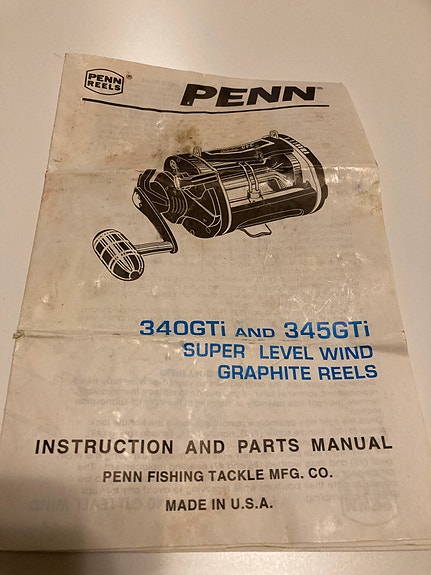 PENN
REELS
®
PENN
340GTi AND 345GTi
SUPER LEVEL WIND
GRAPHITE REELS
INSTRUCTION AND PARTS MANUAL
PENN FISHING TACKLE MFG. CO.
MADE IN U.S.A.